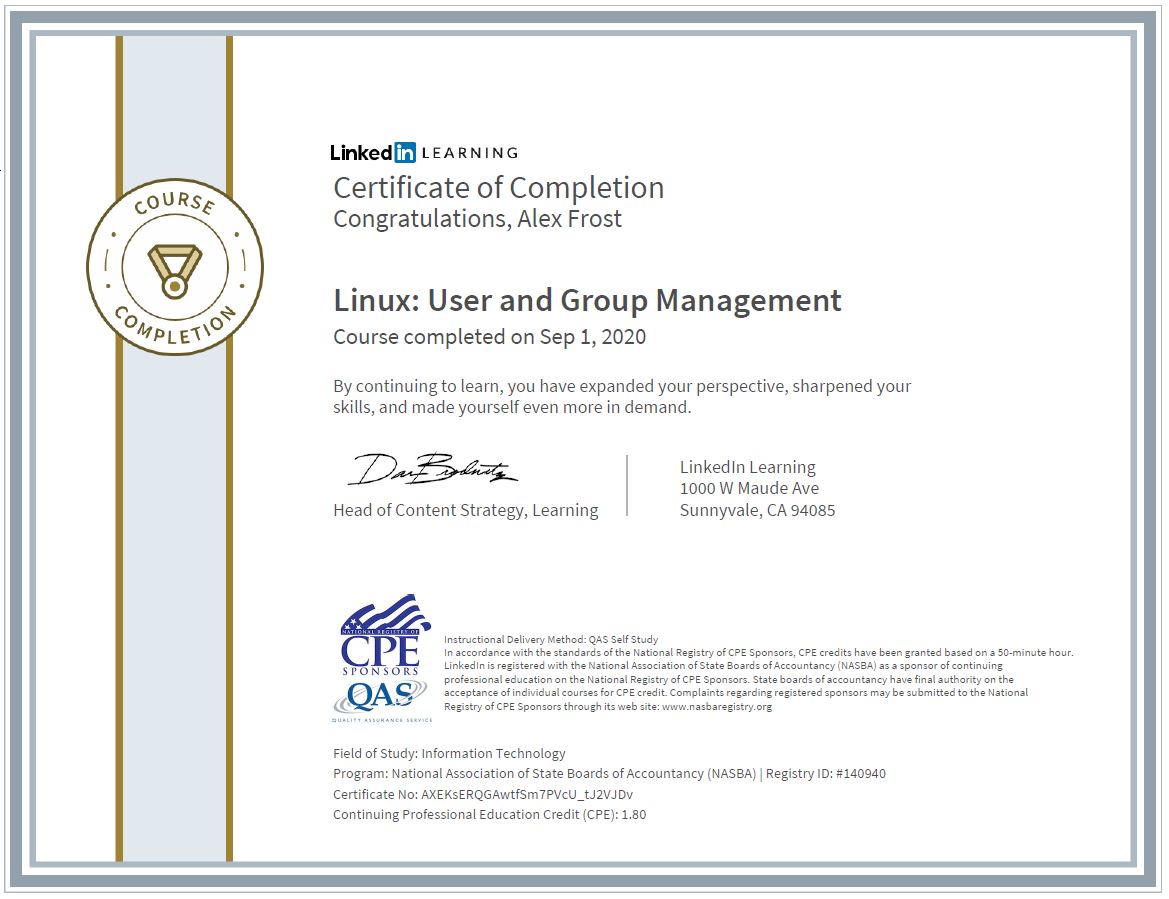 LinkedIn LEARNING
Certificate of Completion
Congratulations, Alex Frost
COURSE
COMPLETION
Linux: User and Group Management
Course completed on Sep 1, 2020
By continuing to learn, you have expanded your perspective, sharpened your
skills, and made yourself even more in demand.
Head of Content Strategy, Learning
LinkedIn Learning
1000 W Maude Ave
Sunnyvale, CA 94085
NATIONAL REGISTRY OF
CPE
SPONSORS
QAS
QUALITY ASSURANCE SERVICE
Instructional Delivery Method: QAS Self Study
In accordance with the standards of the National Registry of CPE Sponsors, CPE credits have been granted based on a 50-minute hour.
LinkedIn is registered with the National Association of State Boards of Accountancy (NASBA) as a sponsor of continuing
professional education on the National Registry of CPE Sponsors. State boards of accountancy have final authority on the
acceptance of individual courses for CPE credit. Complaints regarding registered sponsors may be submitted to the National
Registry of CPE Sponsors through its web site: www.nasbaregistry.org
Field of Study: Information Technology
Program: National Association of State Boards of Accountancy (NASBA) | Registry ID: #140940
Certificate No: AXEKsERQGAwtfSm7PVcU_tJ2VJDv
Continuing Professional Education Credit (CPE): 1.80